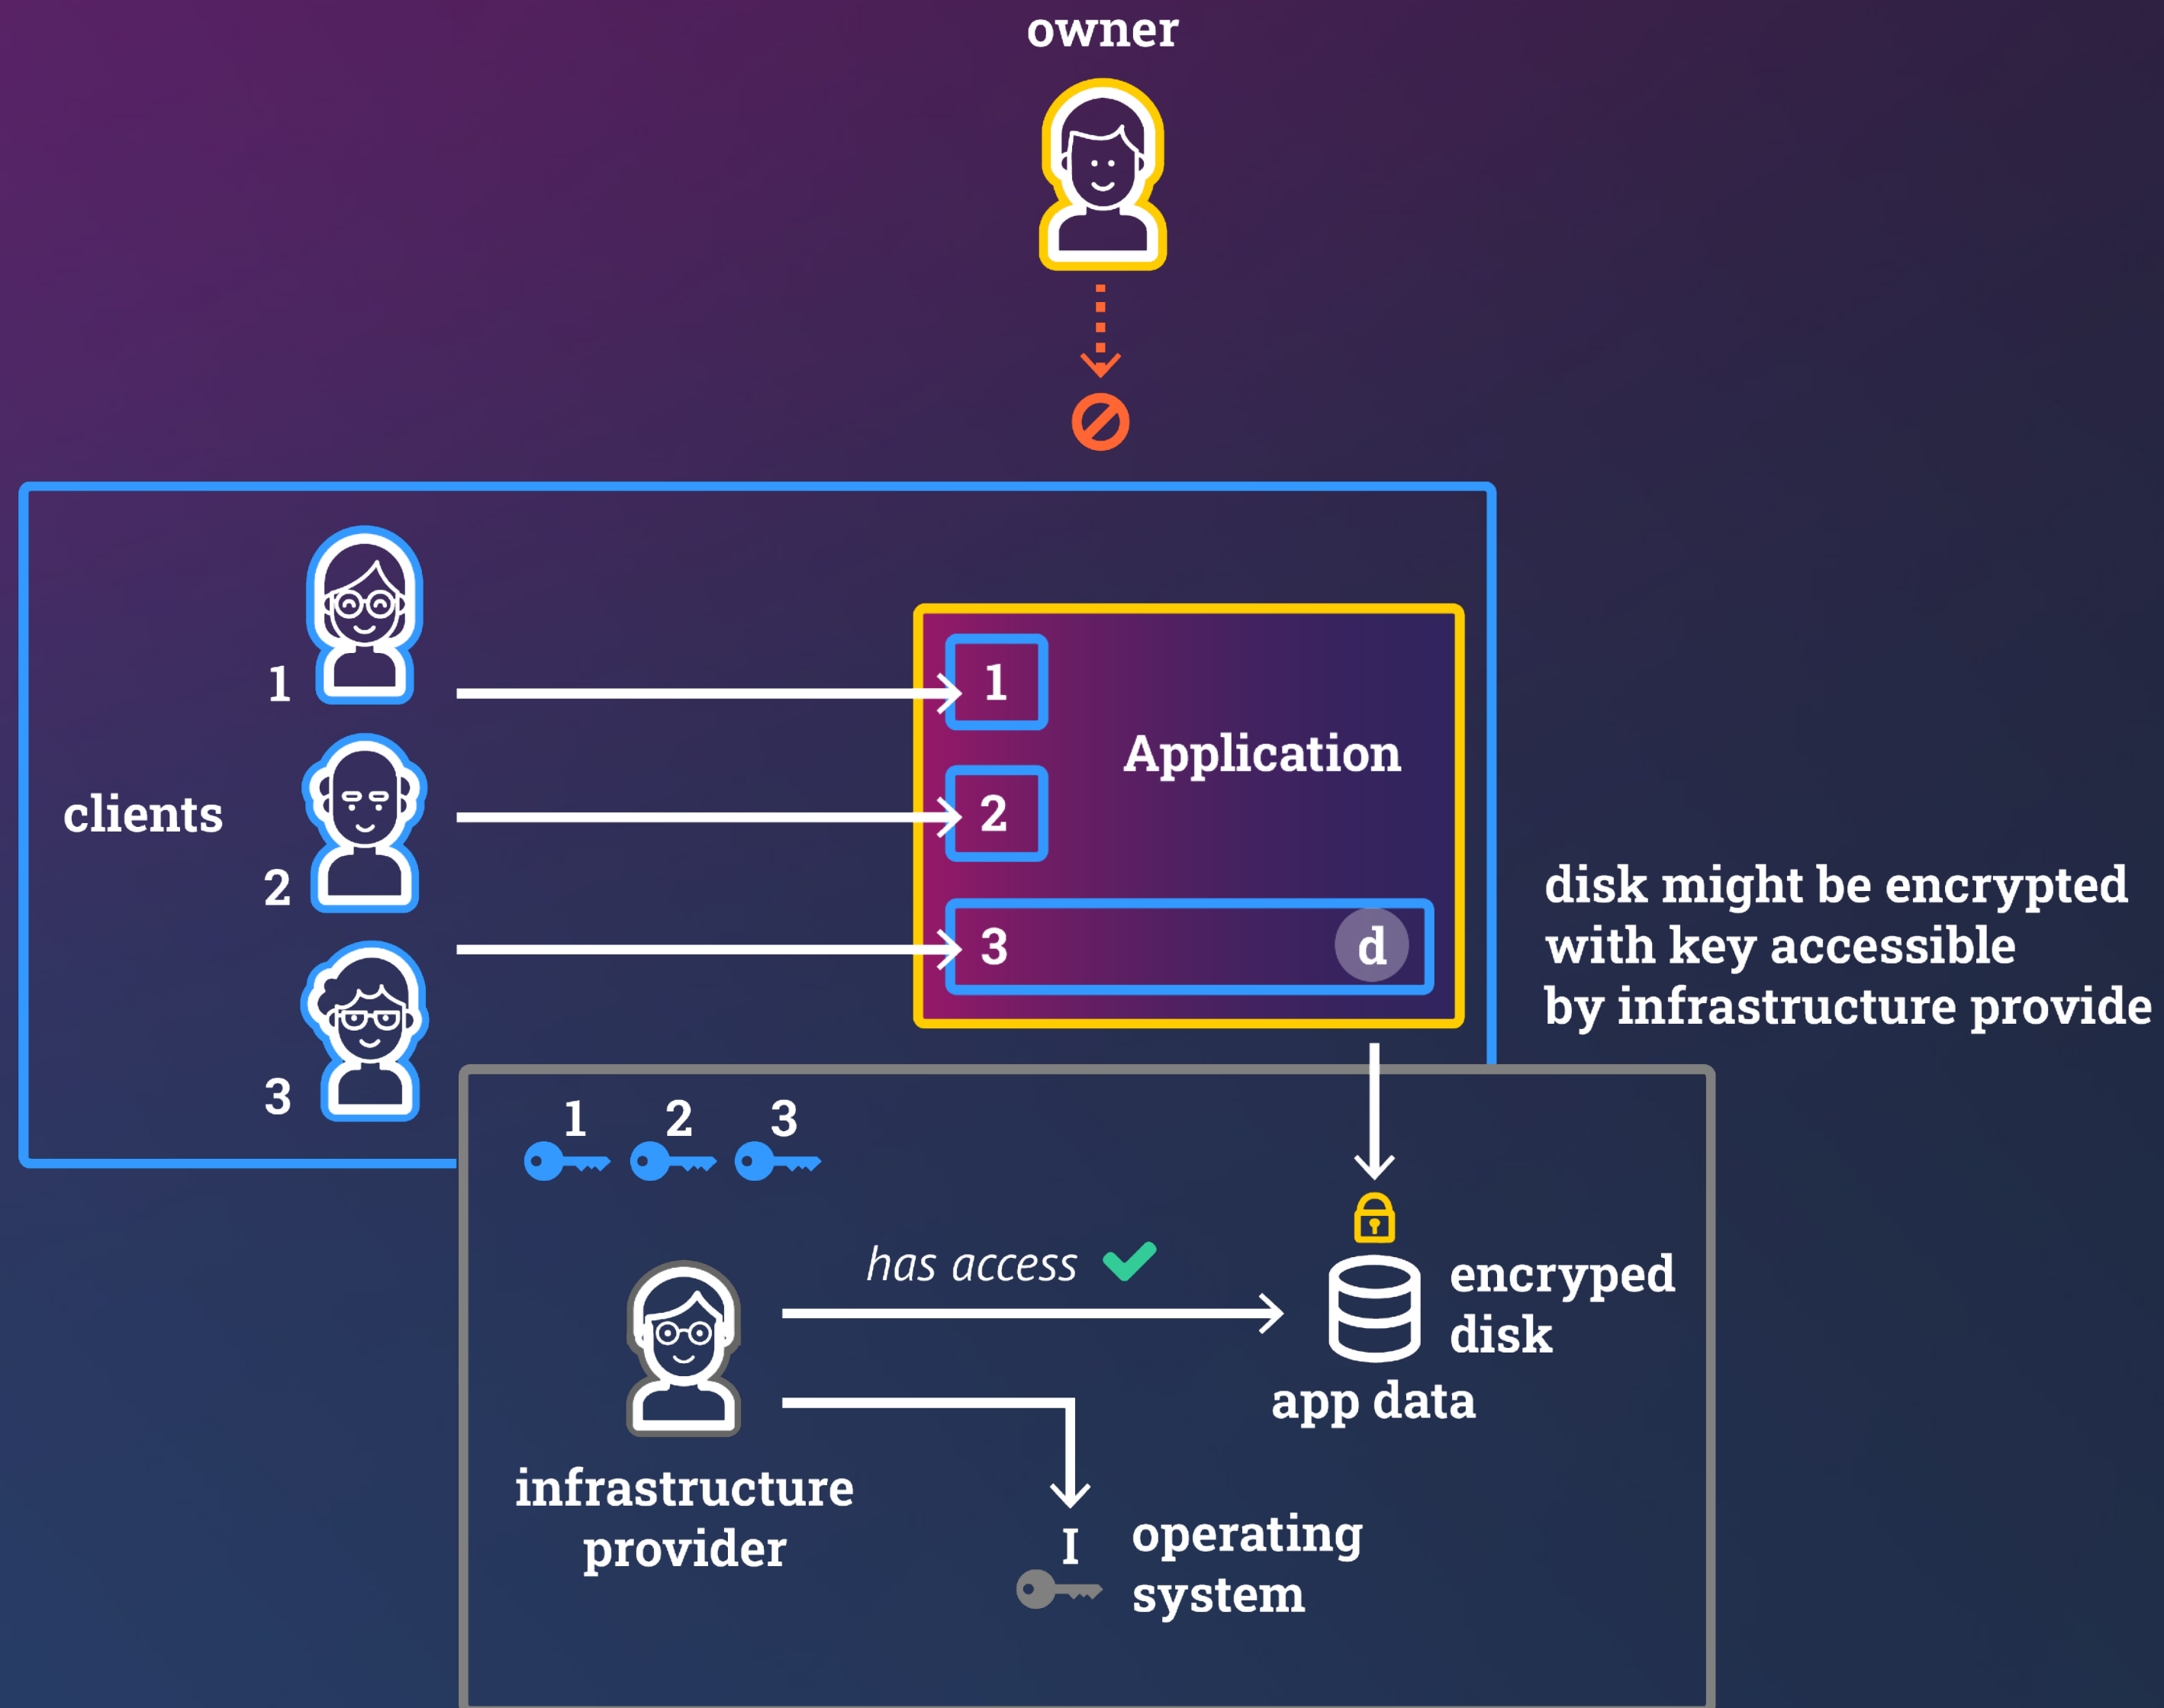 owner
1
1
Application
clients
2
2
3
3
d
disk might be encrypted
with key accessible
by infrastructure provide
1 2 3
has access
encryped
disk
app data
infrastructure
provider
I
operating
system